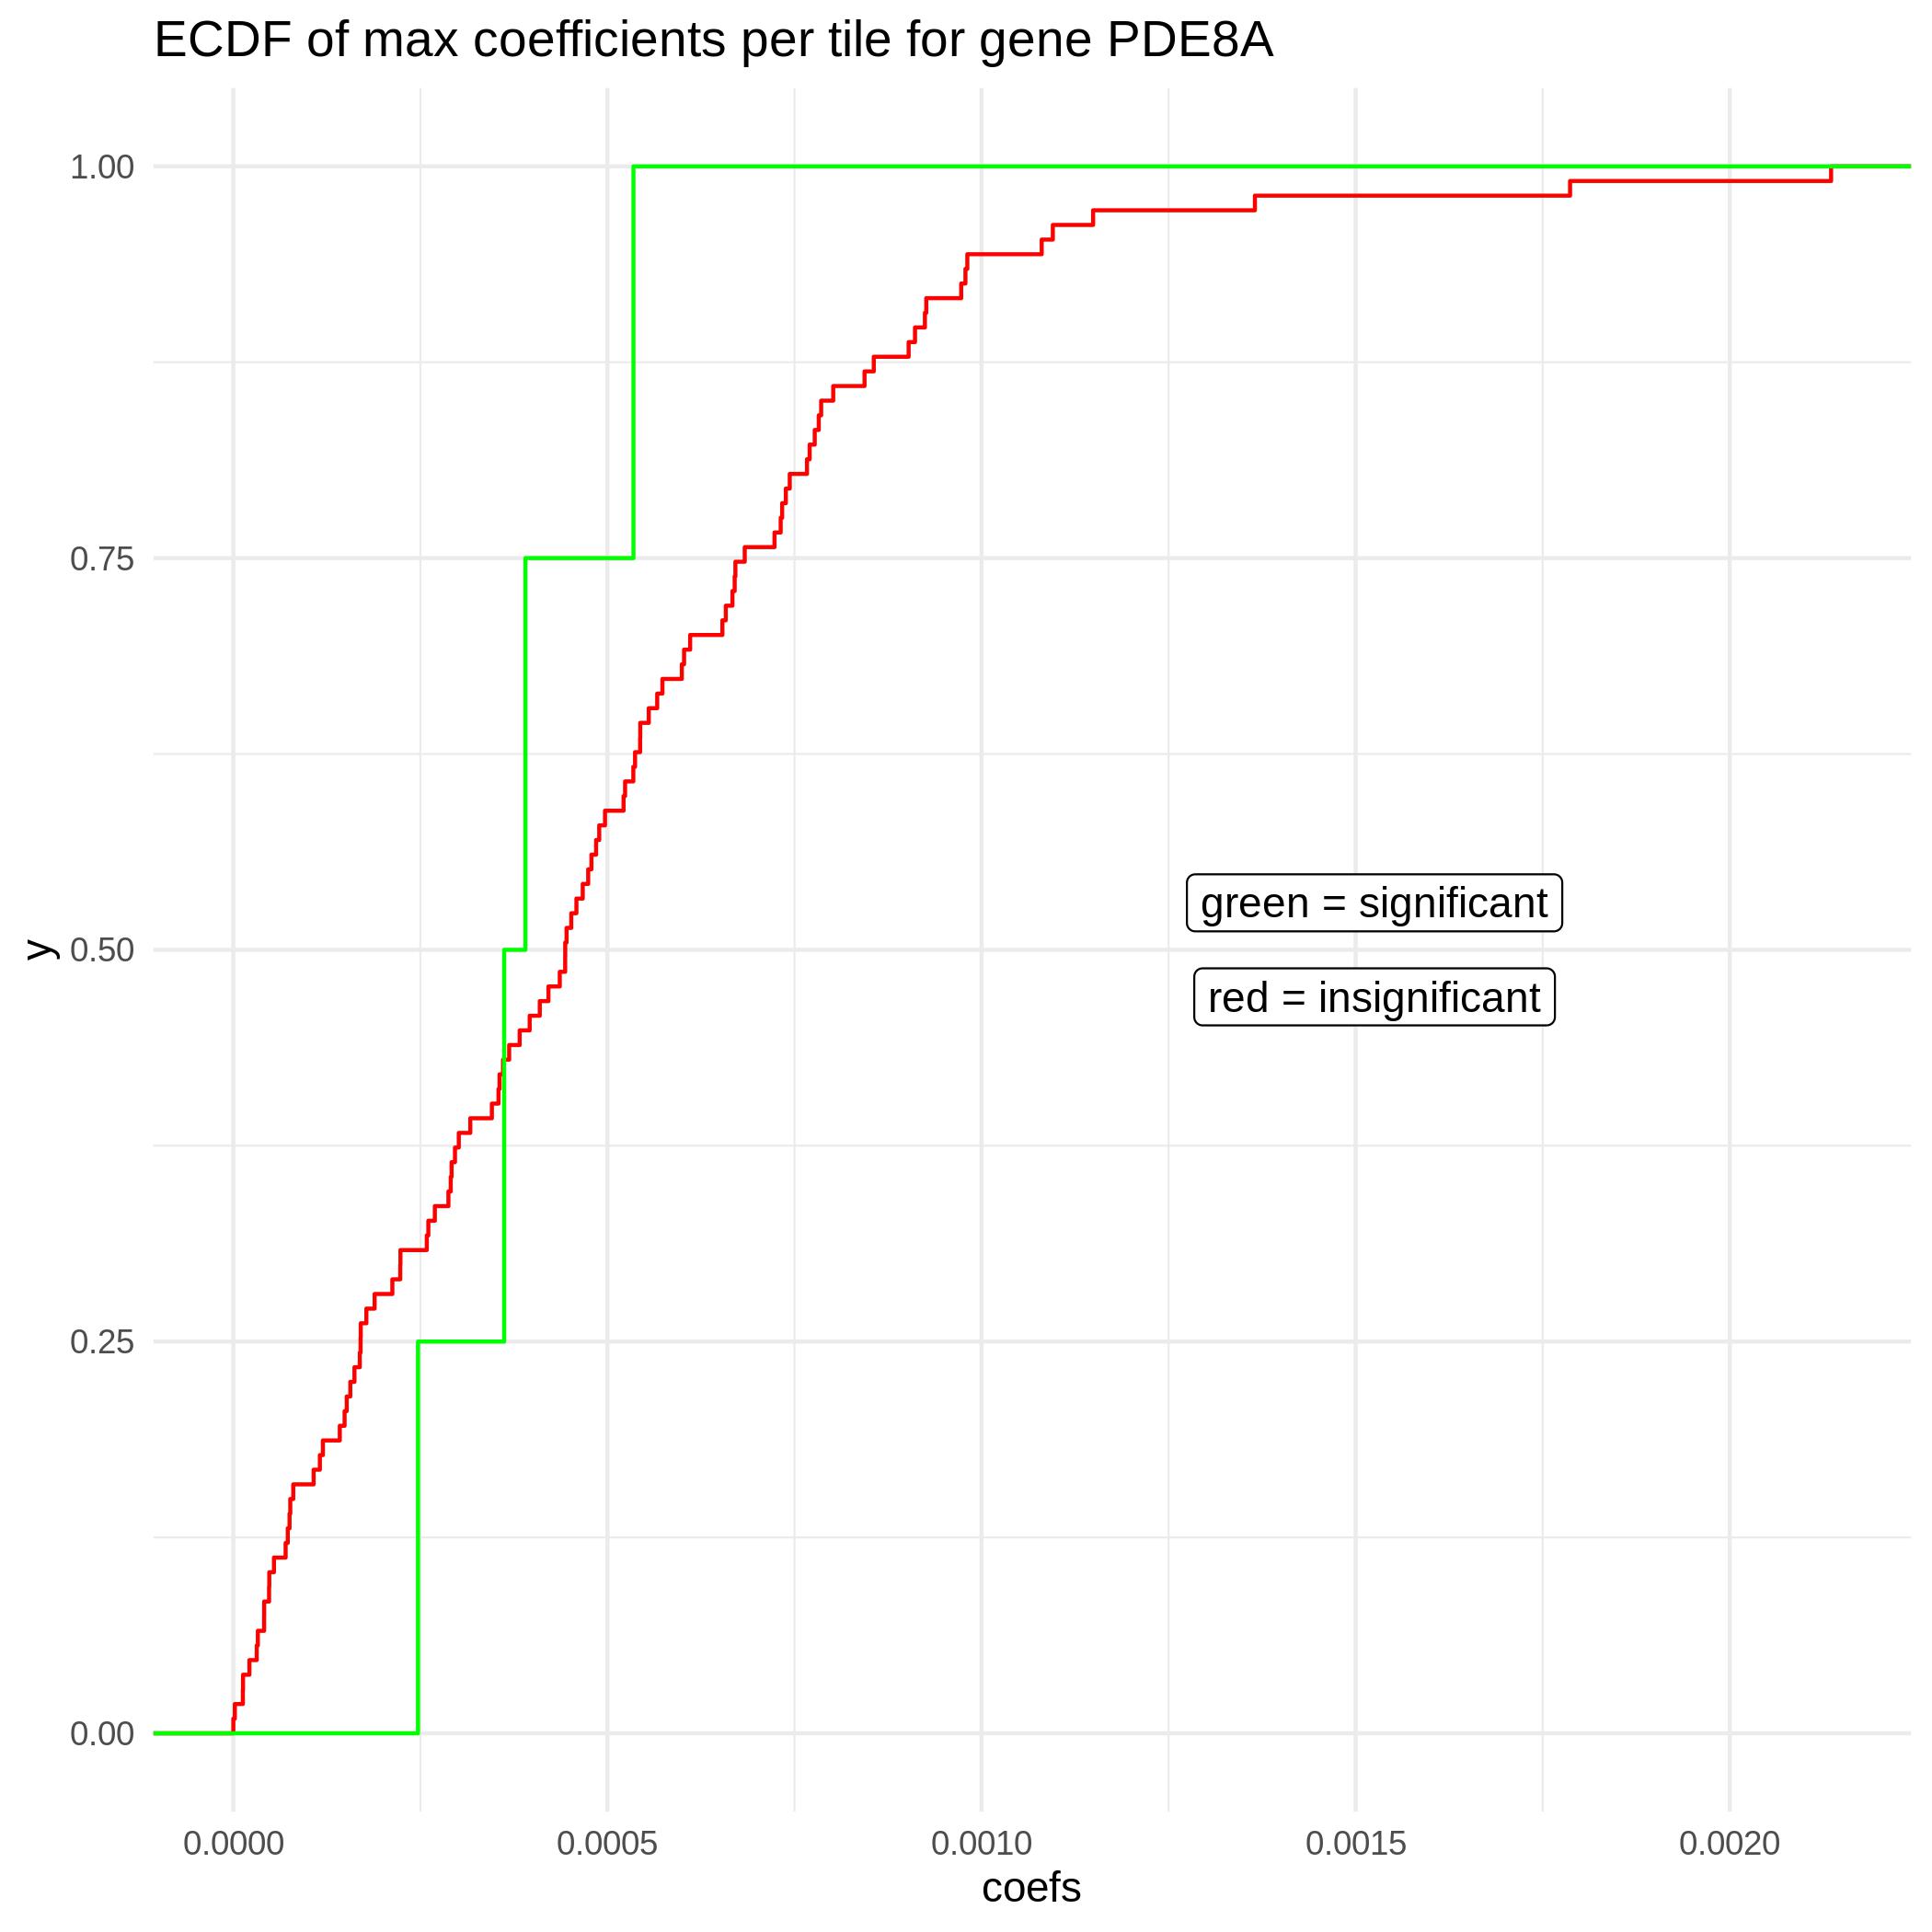 ECDF of max coefficients per tile for gene PDE8A
1.00
0.75
0.50
0.25
0.00
y
green = significant
red = insignificant
0.0000
0.0005
0.0010
0.0015
0.0020
coefs